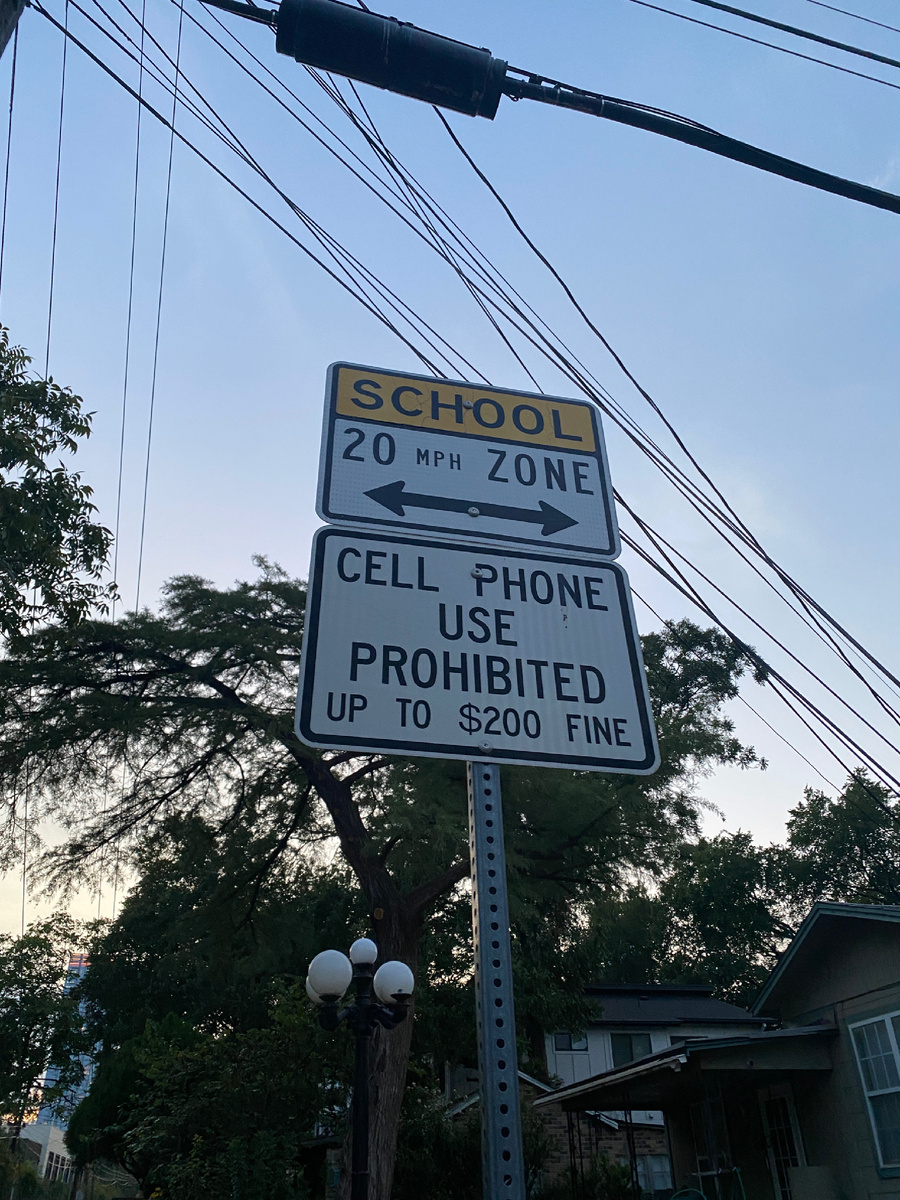 SCHOOL
20 MPH ZONE
CELL PHONE
USE
PROHIBITED
UP TO $200 FINE